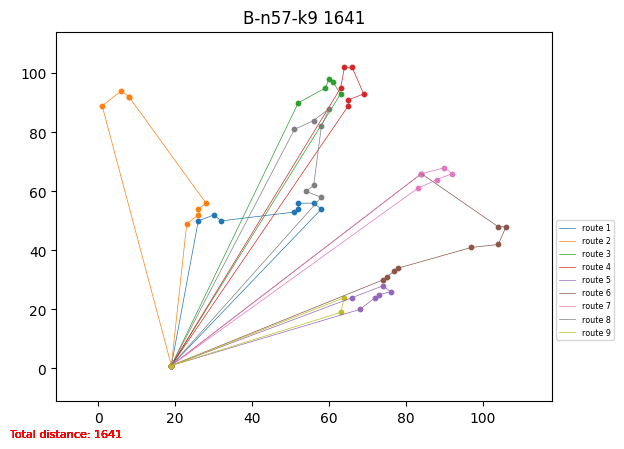 B-n57-k9 1641
100
80
60
40
20
0
0 20 40 60 80 100
route 1
route 2
route 3
route 4
route 5
route 6
route 7
route 8
route 9
Total distance: 1641